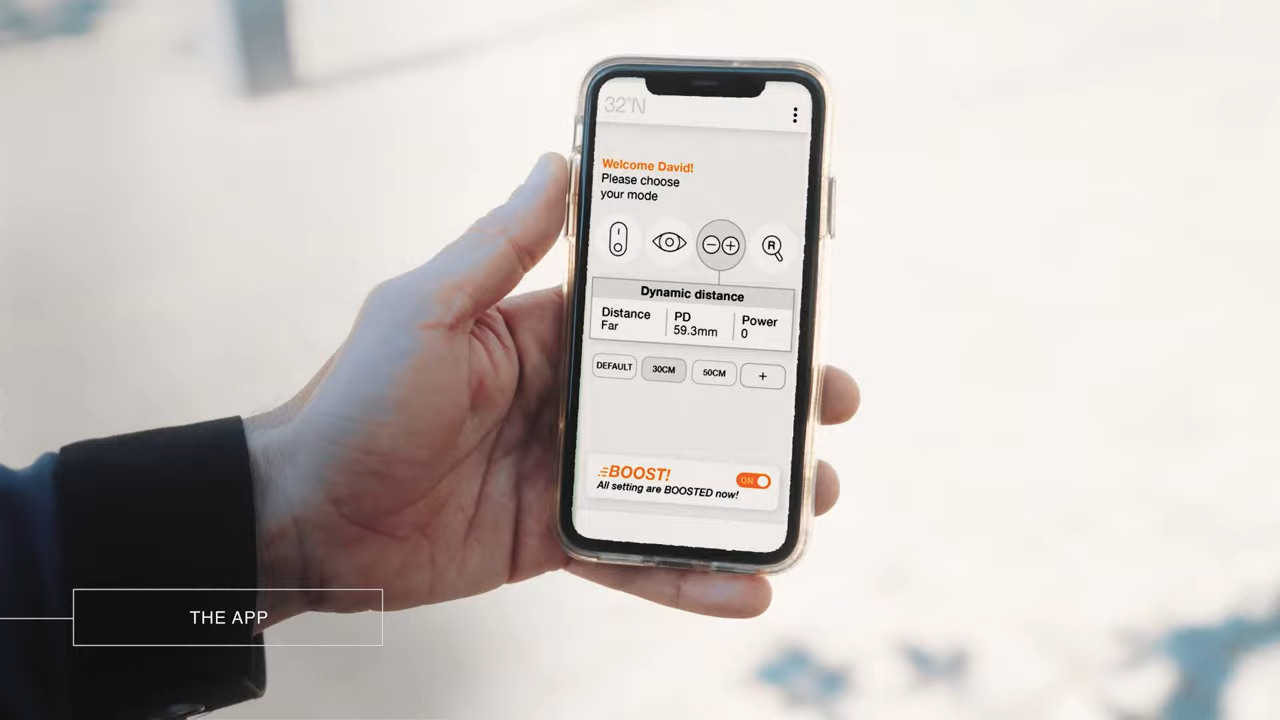 32°N
Welcome David!
Please choose
your mode
R
Dynamic distance
Distance PD Power
Far 59.3mm 0
DEFAULT 30CM 50CM +
BOOST! ON
All setting are BOOSTED now!
THE APP